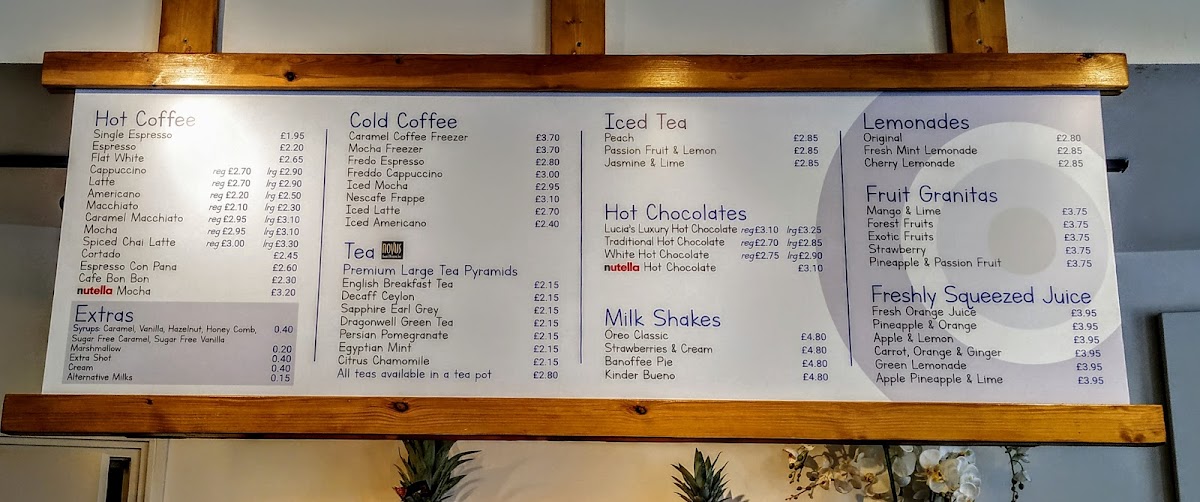 Hot Coffee
Single Espresso £1.95
Espresso £2.20
Flat White £2.65
Cappuccino reg £2.70 lrg £2.90
Latte reg £2.70 lrg £2.90
Americano reg £2.20 lrg £2.50
Macchiato reg £2.10 lrg £2.30
Caramel Macchiato reg £2.95 lrg £3.10
Mocha reg £2.95 lrg £3.10
Spiced Chai Latte reg £3.00 lrg £3.30
Cortado £2.45
Espresso Con Pana £2.60
Cafe Bon Bon £2.30
nutella Mocha £3.20
Extras
Syrups: Caramel, Vanilla, Hazelnut, Honey Comb, 0.40
Sugar Free Caramel, Sugar Free Vanilla
Marshmallow 0.20
Extra Shot 0.40
Cream 0.40
Alternative Milks 0.15
Cold Coffee
Caramel Coffee Freezer £3.70
Mocha Freezer £3.70
Fredo Espresso £2.80
Freddo Cappuccino £3.00
Iced Mocha £2.95
Nescafe Frappe £3.10
Iced Latte £2.70
Iced Americano £2.40
Tea novus
Premium Large Tea Pyramids
English Breakfast Tea £2.15
Decaff Ceylon £2.15
Sapphire Earl Grey £2.15
Dragonwell Green Tea £2.15
Persian Pomegranate £2.15
Egyptian Mint £2.15
Citrus Chamomile £2.15
All teas available in a tea pot £2.80
Iced Tea
Peach £2.85
Passion Fruit & Lemon £2.85
Jasmine & Lime £2.85
Hot Chocolates
Lucia's Luxury Hot Chocolate reg £3.10 lrg £3.25
Traditional Hot Chocolate reg £2.70 lrg £2.85
White Hot Chocolate reg £2.75 lrg £2.90
nutella Hot Chocolate £3.10
Milk Shakes
Oreo Classic £4.80
Strawberries & Cream £4.80
Banoffee Pie £4.80
Kinder Bueno £4.80
Lemonades
Original £2.80
Fresh Mint Lemonade £2.85
Cherry Lemonade £2.85
Fruit Granitas
Mango & Lime £3.75
Forest Fruits £3.75
Exotic Fruits £3.75
Strawberry £3.75
Pineapple & Passion Fruit £3.75
Freshly Squeezed Juice
Fresh Orange Juice £3.95
Pineapple & Orange £3.95
Apple & Lemon £3.95
Carrot, Orange & Ginger £3.95
Green Lemonade £3.95
Apple Pineapple & Lime £3.95